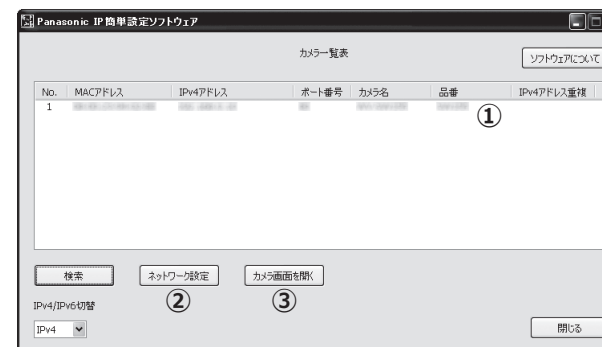 Panasonic IP簡単設定ソフトウェア
カメラ一覧表
ソフトウェアについて
No. MACアドレス IPv4アドレス ポート番号 カメラ名 品番 IPv4アドレス重複
1
①
検索 ネットワーク設定 カメラ画面を開く
② ③
IPv4/IPv6切替
IPv4 閉じる